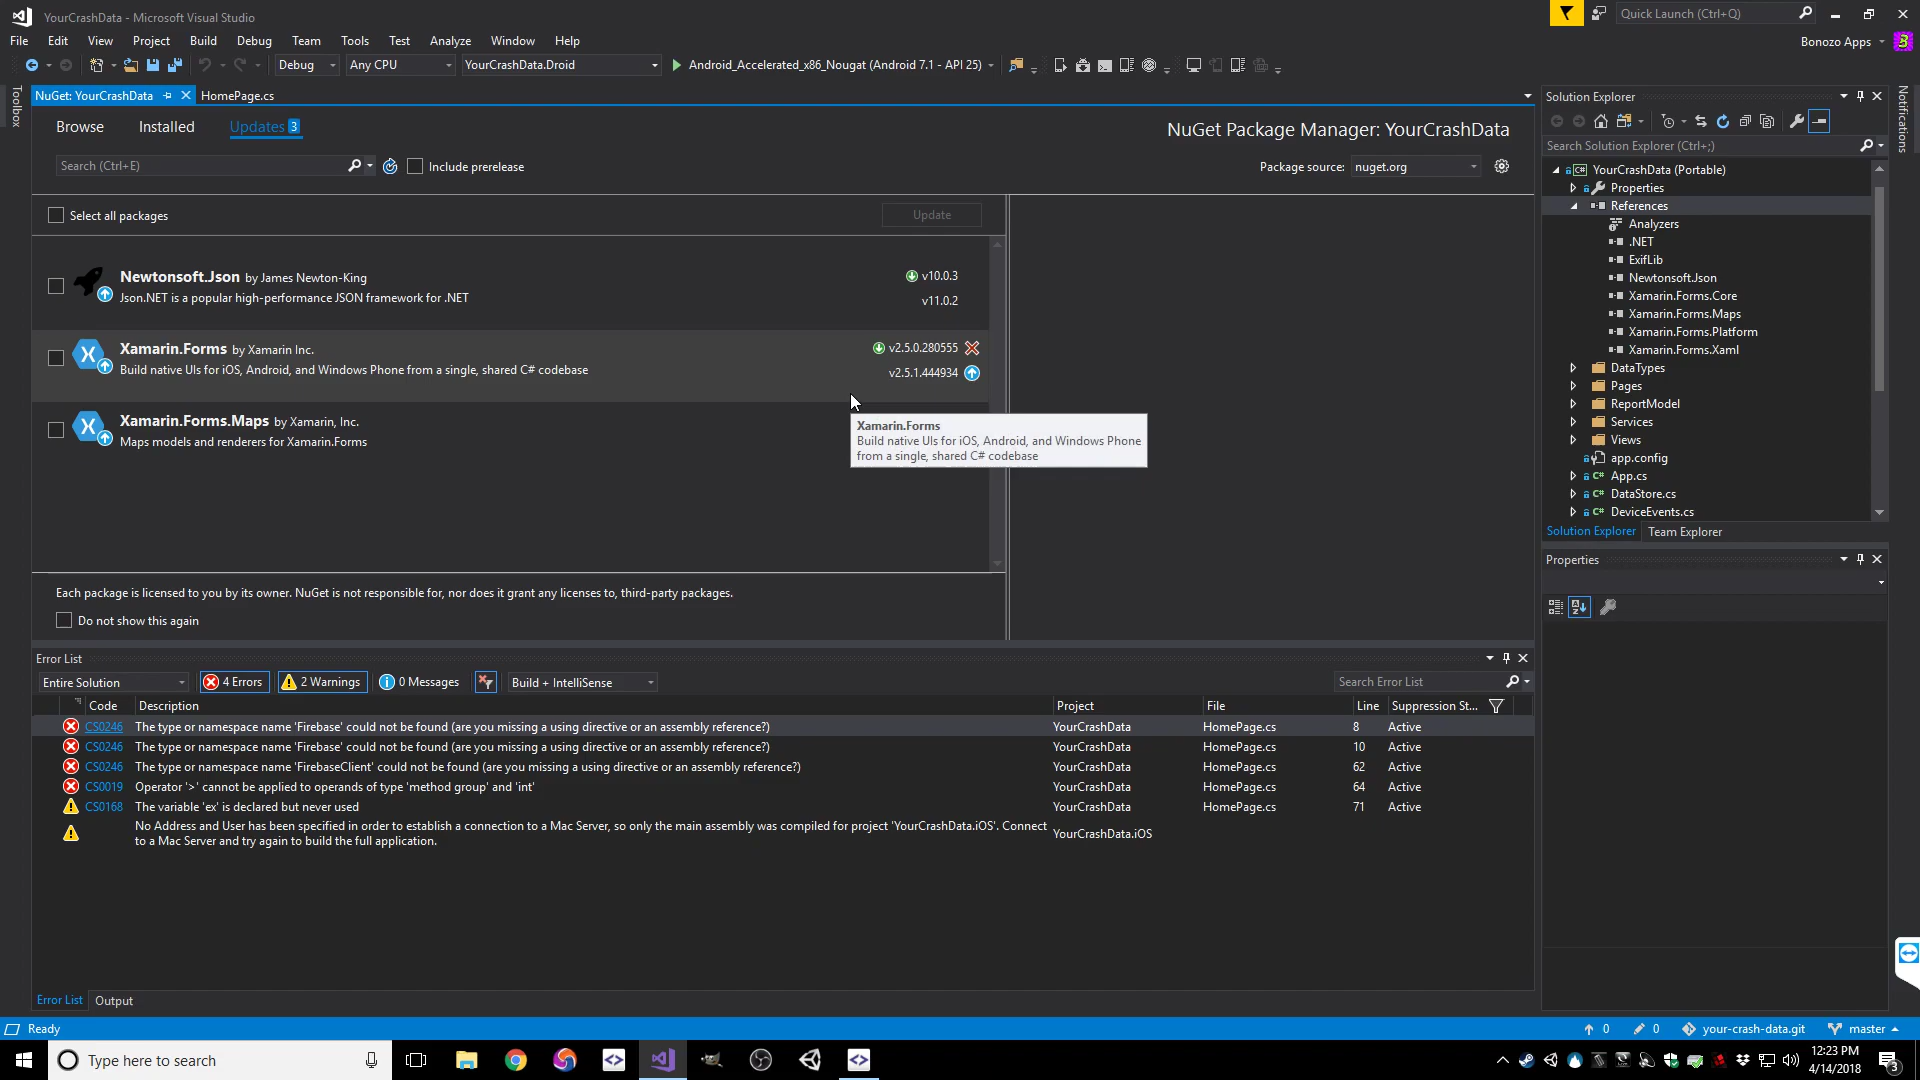 YourCrashData - Microsoft Visual Studio
Quick Launch (Ctrl+Q)
File Edit View Project Build Debug Team Tools Test Analyze Window Help
Bonozo Apps
Debug Any CPU YourCrashData.Droid Android_Accelerated_x86_Nougat (Android 7.1 - API 25)
Toolbox
NuGet: YourCrashData HomePage.cs
Browse Installed Updates 3
NuGet Package Manager: YourCrashData
Search (Ctrl+E) Include prerelease
Package source: nuget.org
Select all packages Update
Newtonsoft.Json by James Newton-King v10.0.3
Json.NET is a popular high-performance JSON framework for .NET v11.0.2
Xamarin.Forms by Xamarin Inc. v2.5.0.280555
Build native UIs for iOS, Android, and Windows Phone from a single, shared C# codebase v2.5.1.444934
Xamarin.Forms.Maps by Xamarin, Inc.
Maps models and renderers for Xamarin.Forms
Xamarin.Forms
Build native UIs for iOS, Android, and Windows Phone
from a single, shared C# codebase
Each package is licensed to you by its owner. NuGet is not responsible for, nor does it grant any licenses to, third-party packages.
Do not show this again
Solution Explorer
Search Solution Explorer (Ctrl+;)
YourCrashData (Portable)
Properties
References
Analyzers
.NET
ExifLib
Newtonsoft.Json
Xamarin.Forms.Core
Xamarin.Forms.Maps
Xamarin.Forms.Platform
Xamarin.Forms.Xaml
DataTypes
Pages
ReportModel
Services
Views
app.config
App.cs
DataStore.cs
DeviceEvents.cs
Solution Explorer Team Explorer
Notifications
Properties
Error List
Entire Solution 4 Errors 2 Warnings 0 Messages Build + IntelliSense Search Error List
Code Description Project File Line Suppression St...
CS0246 The type or namespace name 'Firebase' could not be found (are you missing a using directive or an assembly reference?) YourCrashData HomePage.cs 8 Active
CS0246 The type or namespace name 'Firebase' could not be found (are you missing a using directive or an assembly reference?) YourCrashData HomePage.cs 10 Active
CS0246 The type or namespace name 'FirebaseClient' could not be found (are you missing a using directive or an assembly reference?) YourCrashData HomePage.cs 62 Active
CS0019 Operator '>' cannot be applied to operands of type 'method group' and 'int' YourCrashData HomePage.cs 64 Active
CS0168 The variable 'ex' is declared but never used YourCrashData HomePage.cs 71 Active
No Address and User has been specified in order to establish a connection to a Mac Server, so only the main assembly was compiled for project 'YourCrashData.iOS'. Connect YourCrashData.iOS
to a Mac Server and try again to build the full application.
Error List Output
Ready 0 0 your-crash-data.git master
Type here to search
12:23 PM
4/14/2018
3